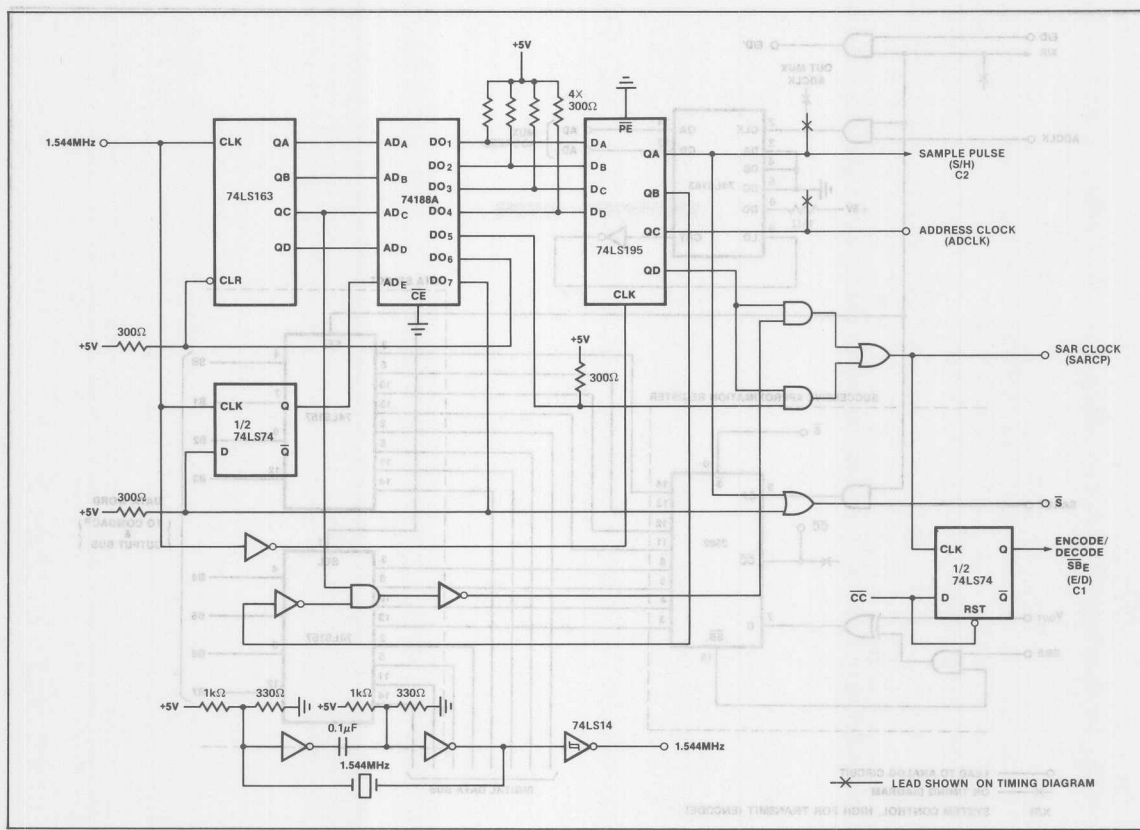 +5V
4X
300Ω
1.544MHz
CLK
QA
QB
74LS163
QC
QD
CLR
ADA
ADB
ADC
ADD
ADE
74188A
DO1
DO2
DO3
DO4
DO5
DO6
DO7
CE
PE
DA
DB
DC
DD
QA
QB
QC
QD
74LS195
CLK
SAMPLE PULSE
(S/H)
C2
ADDRESS CLOCK
(ADCLK)
300Ω
+5V
+5V
300Ω
SAR CLOCK
(SARCP)
CLK
Q
1/2
74LS74
D
Q
300Ω
+5V
S
CLK
Q
1/2
74LS74
D
Q
RST
CC
ENCODE/
DECODE
SBE
(E/D)
C1
1kΩ
330Ω
+5V
1kΩ
330Ω
+5V
0.1μF
1.544MHz
74LS14
1.544MHz
LEAD SHOWN ON TIMING DIAGRAM